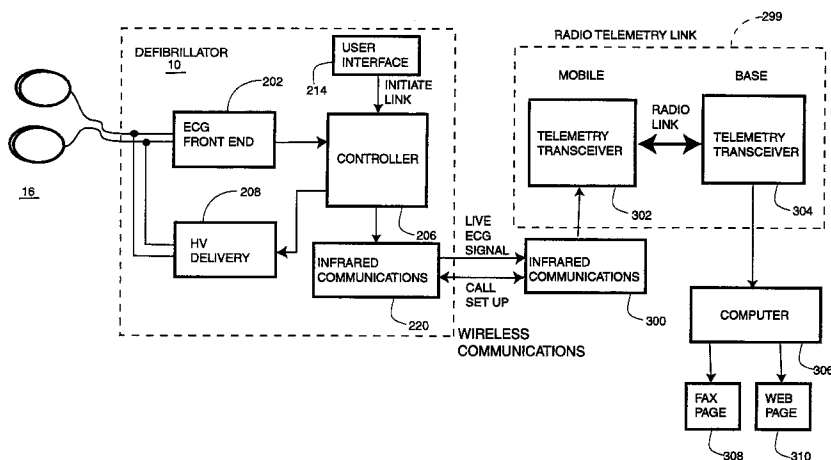 DEFIBRILLATOR
10
202
USER
INTERFACE
214
INITIATE
LINK
ECG
FRONT END
CONTROLLER
16
208
HV
DELIVERY
206
INFRARED
COMMUNICATIONS
220
LIVE
ECG
SIGNAL
CALL
SET UP
WIRELESS
COMMUNICATIONS
INFRARED
COMMUNICATIONS
300
RADIO TELEMETRY LINK
299
MOBILE
BASE
TELEMETRY
TRANSCEIVER
302
RADIO
LINK
TELEMETRY
TRANSCEIVER
304
COMPUTER
306
FAX
PAGE
308
WEB
PAGE
310